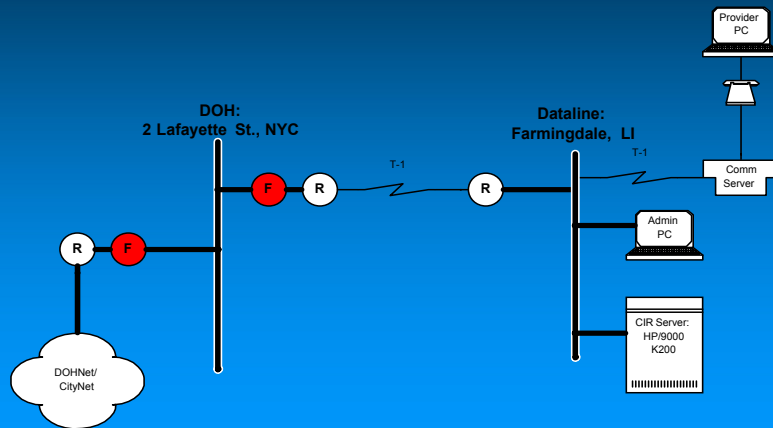 Provider
PC
DOH:
2 Lafayette St., NYC
Dataline:
Farmingdale, LI
T-1
T-1
Comm
Server
F
R
R
Admin
PC
R
F
CIR Server:
HP/9000
K200
DOHNet/
CityNet